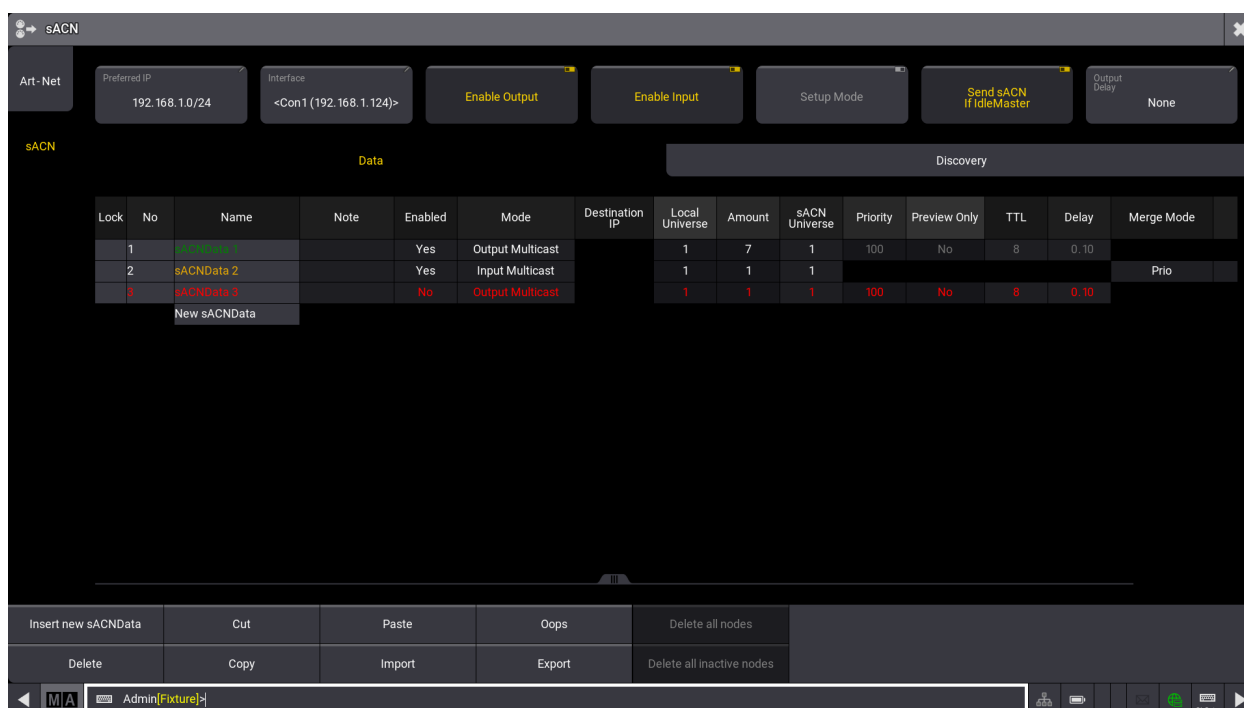 sACN
Art-Net
Preferred IP
192.168.1.0/24
Interface
<Con1 (192.168.1.124)>
Enable Output
Enable Input
Setup Mode
Send sACN
If IdleMaster
Output
Delay
None
sACN
Data
Discovery
Lock No Name Note Enabled Mode Destination IP Local Universe Amount sACN Universe Priority Preview Only TTL Delay Merge Mode
1 sACNData 1 Yes Output Multicast 1 7 1 100 No 8 0.10
2 sACNData 2 Yes Input Multicast 1 1 1 Prio
3 sACNData 3 No Output Multicast 1 1 1 100 No 8 0.10
New sACNData
Insert new sACNData Cut Paste Oops Delete all nodes
Delete Copy Import Export Delete all inactive nodes
MA Admin[Fixture]>